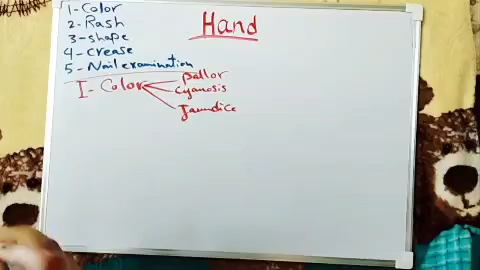 1- Color
2- Rash
3- shape
4- crease
5- Nail examination
Hand
I- Color
pallor
cyanosis
Jaundice